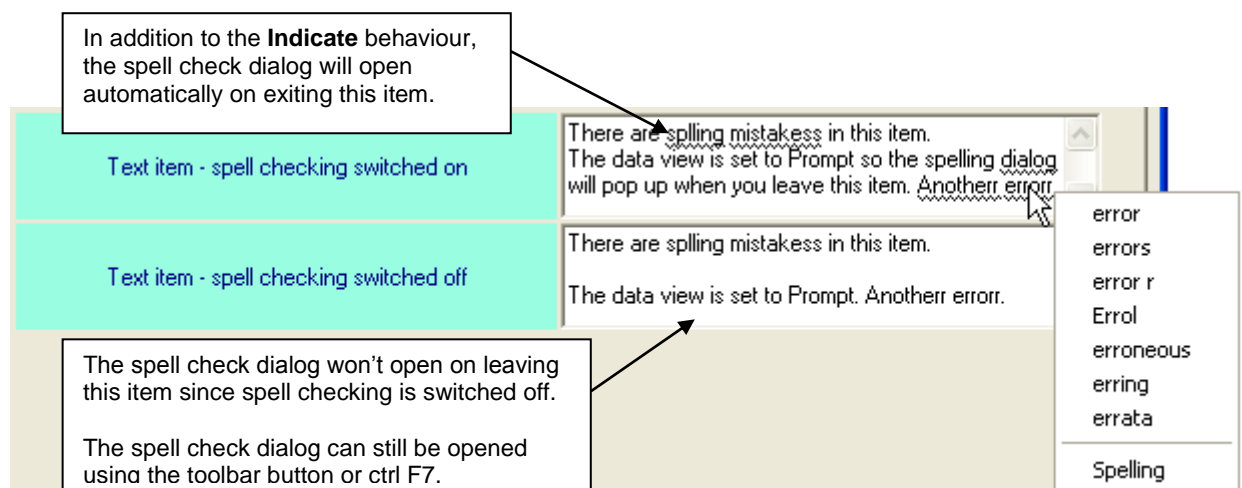 In addition to the Indicate behaviour,
the spell check dialog will open
automatically on exiting this item.
Text item - spell checking switched on
There are splling mistakess in this item.
The data view is set to Prompt so the spelling dialog
will pop up when you leave this item. Anotherr errorr
Text item - spell checking switched off
There are splling mistakess in this item.
The data view is set to Prompt. Anotherr errorr.
error
errors
error r
Errol
erroneous
erring
errata
Spelling
The spell check dialog won't open on leaving
this item since spell checking is switched off.
The spell check dialog can still be opened
using the toolbar button or ctrl F7.